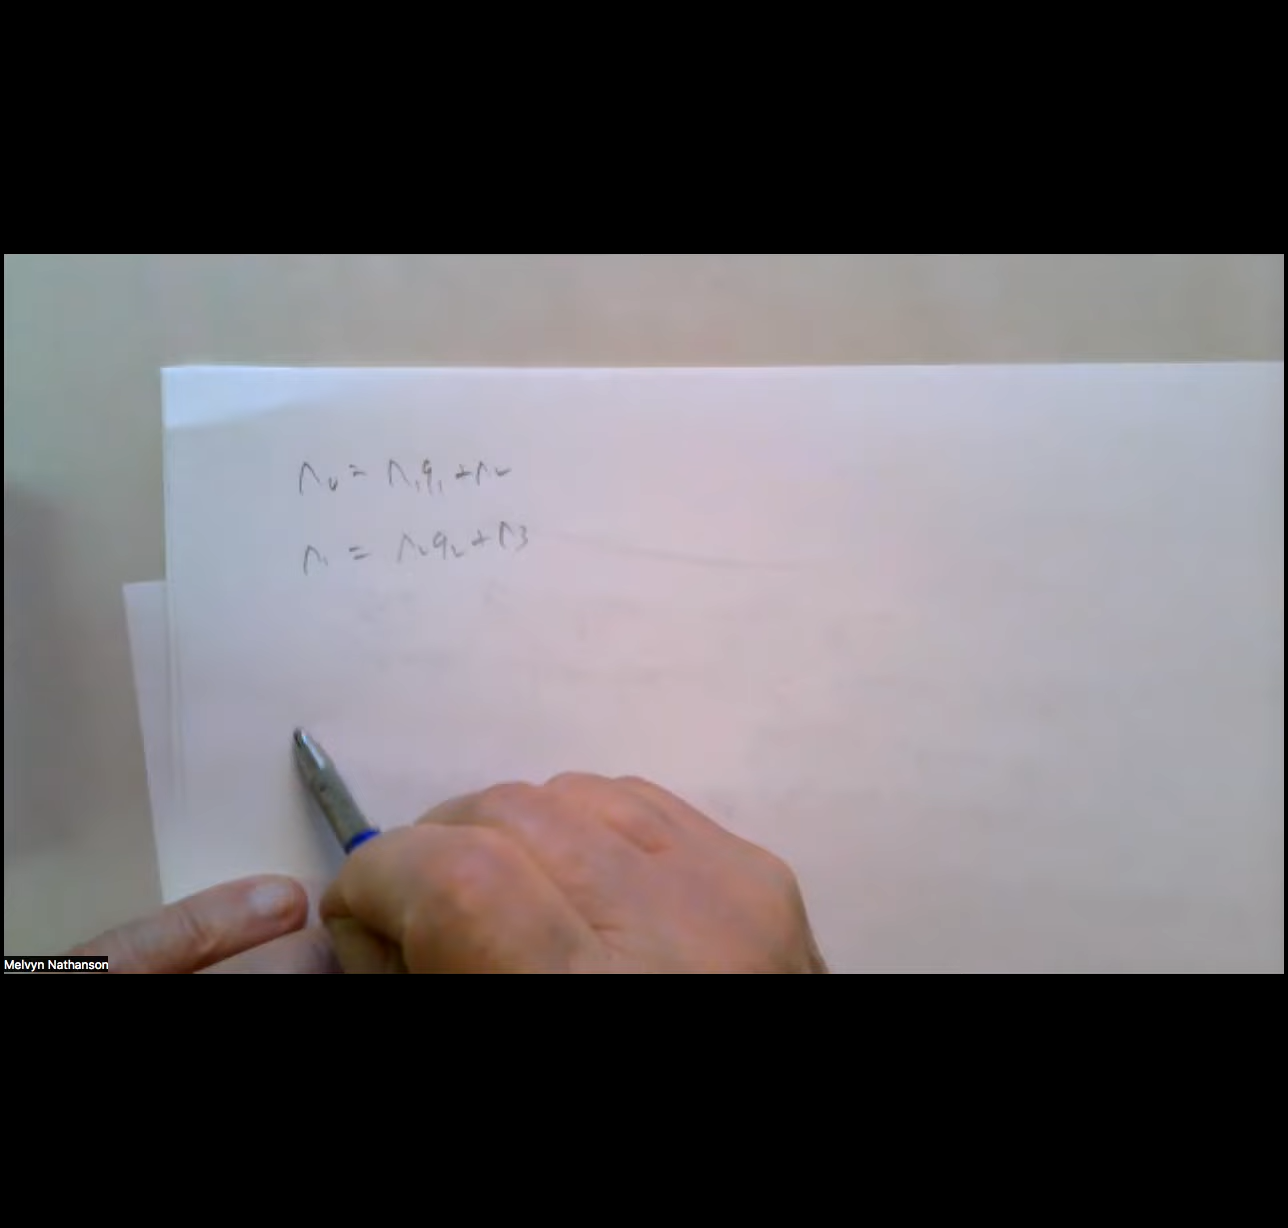 r₀ = r₁q₁ + r₂
r₁ = r₂q₂ + r₃
Melvyn Nathanson